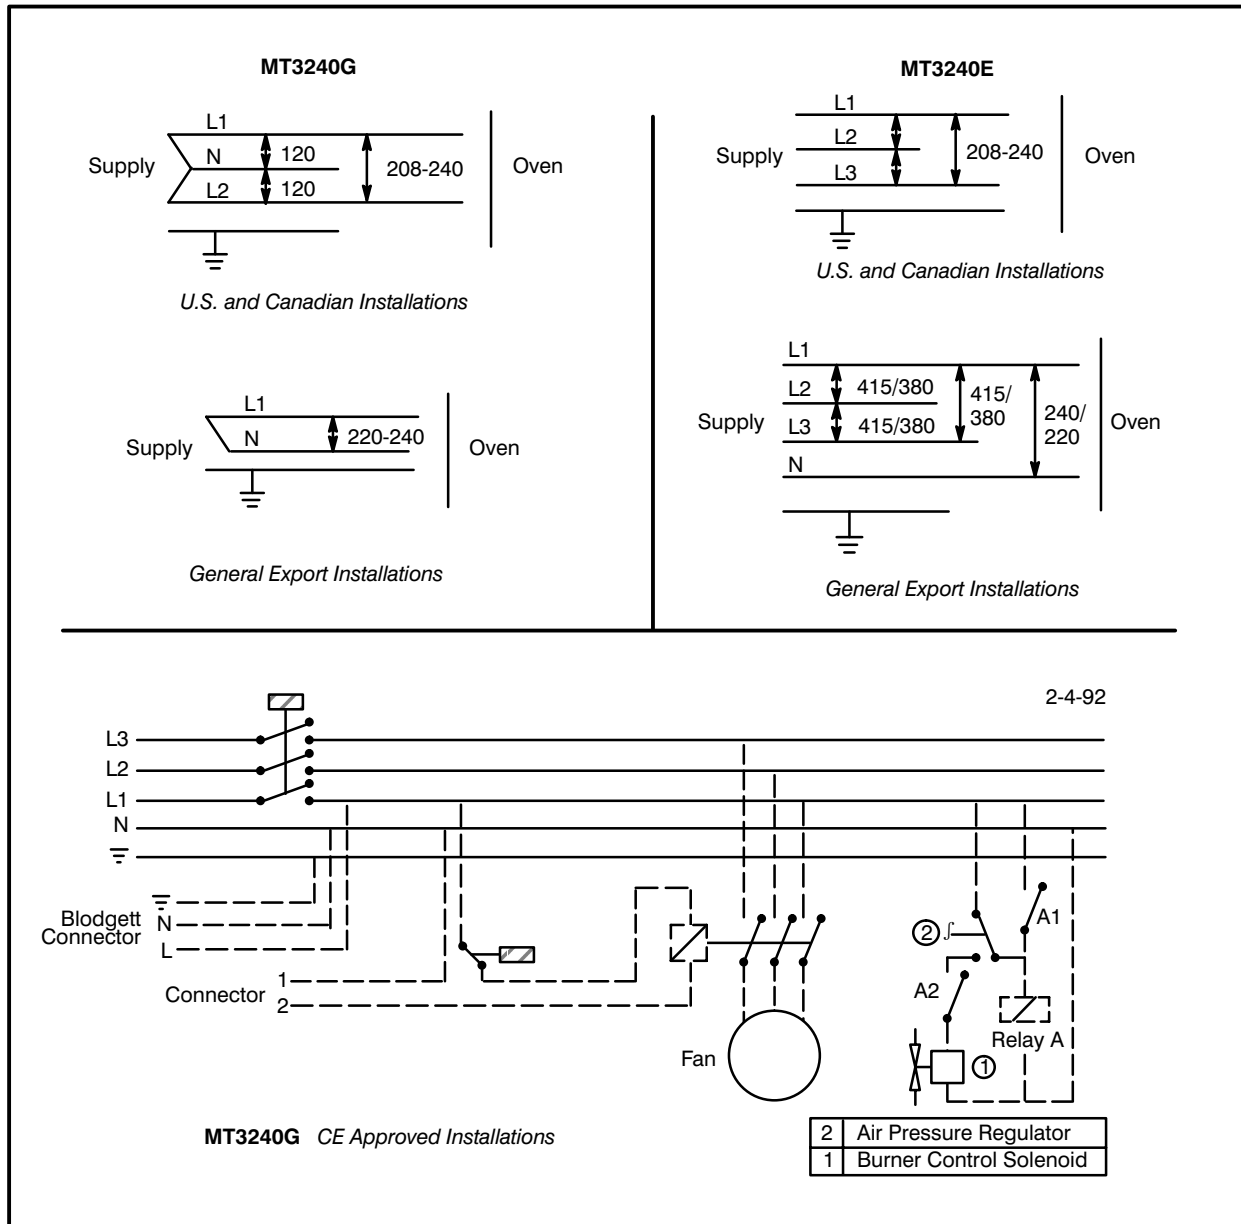 MT3240G
L1
Supply N 120 208-240 Oven
L2 120
U.S. and Canadian Installations
L1
Supply N 220-240 Oven
General Export Installations
MT3240E
L1
L2
Supply 208-240 Oven
L3
U.S. and Canadian Installations
L1
L2 415/380
415/
380
240/
220
Supply L3 415/380 Oven
N
General Export Installations
2-4-92
L3
L2
L1
N
Blodgett
Connector
N
L
Connector
1
2
Fan
2
A1
A2
Relay A
1
MT3240G CE Approved Installations
2 Air Pressure Regulator
1 Burner Control Solenoid